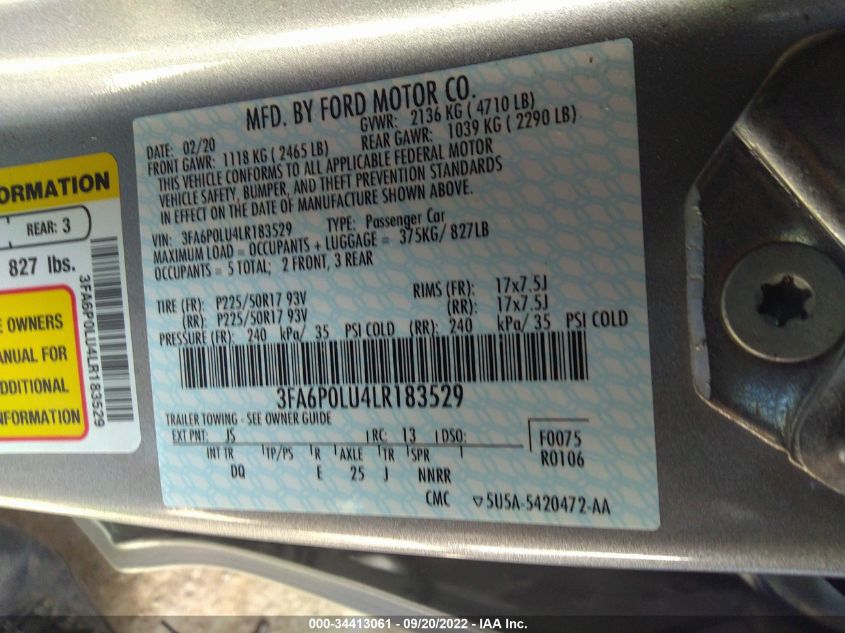 MFD. BY FORD MOTOR CO.
DATE: 02/20 GVWR: 2136 KG ( 4710 LB)
FRONT GAWR: 1118 KG ( 2465 LB) REAR GAWR: 1039 KG ( 2290 LB)
THIS VEHICLE CONFORMS TO ALL APPLICABLE FEDERAL MOTOR
VEHICLE SAFETY, BUMPER, AND THEFT PREVENTION STANDARDS
IN EFFECT ON THE DATE OF MANUFACTURE SHOWN ABOVE.
VIN: 3FA6P0LU4LR183529 TYPE: Passenger Car
MAXIMUM LOAD = OCCUPANTS + LUGGAGE = 375KG/ 827LB
OCCUPANTS = 5 TOTAL; 2 FRONT, 3 REAR
TIRE (FR): P225/50R17 93V RIMS (FR): 17x7.5J
(RR): P225/50R17 93V (RR): 17x7.5J
PRESSURE (FR): 240 kPa/ 35 PSI COLD (RR): 240 kPa/ 35 PSI COLD
3FA6P0LU4LR183529
TRAILER TOWING - SEE OWNER GUIDE
EXT PNT: JS RC: 13 DSO: F0075
INT TR TP/PS R AXLE TR SPR R0106
DQ E 25 J NNRR
CMC 5U5A-5420472-AA
ORMATION
REAR: 3
827 lbs.
E OWNERS
ANUAL FOR
DDITIONAL
NFORMATION
3FA6P0LU4LR183529
000-34413061 - 09/20/2022 - IAA Inc.